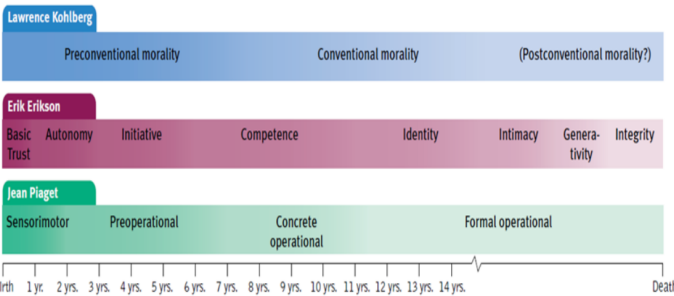 Lawrence Kohlberg
Preconventional morality Conventional morality (Postconventional morality?)
Erik Erikson
Basic Autonomy Initiative Competence Identity Intimacy Genera- Integrity
Trust tivity
Jean Piaget
Sensorimotor Preoperational Concrete Formal operational
operational
rth 1 yr. 2 yrs. 3 yrs. 4 yrs. 5 yrs. 6 yrs. 7 yrs. 8 yrs. 9 yrs. 10 yrs. 11 yrs. 12 yrs. 13 yrs. 14 yrs. Death